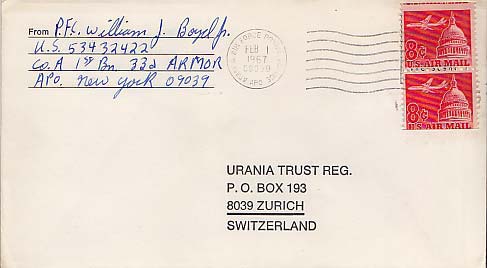 From P.F.C. William J. Boyd Jr.
U.S. 53432422
Co. A 1st Bn. 33d ARMOR
APO. New York 09039
FEB 1
1967
8¢
U.S. AIR MAIL
8¢
U.S. AIR MAIL
URANIA TRUST REG.
P. O. BOX 193
8039 ZURICH
SWITZERLAND